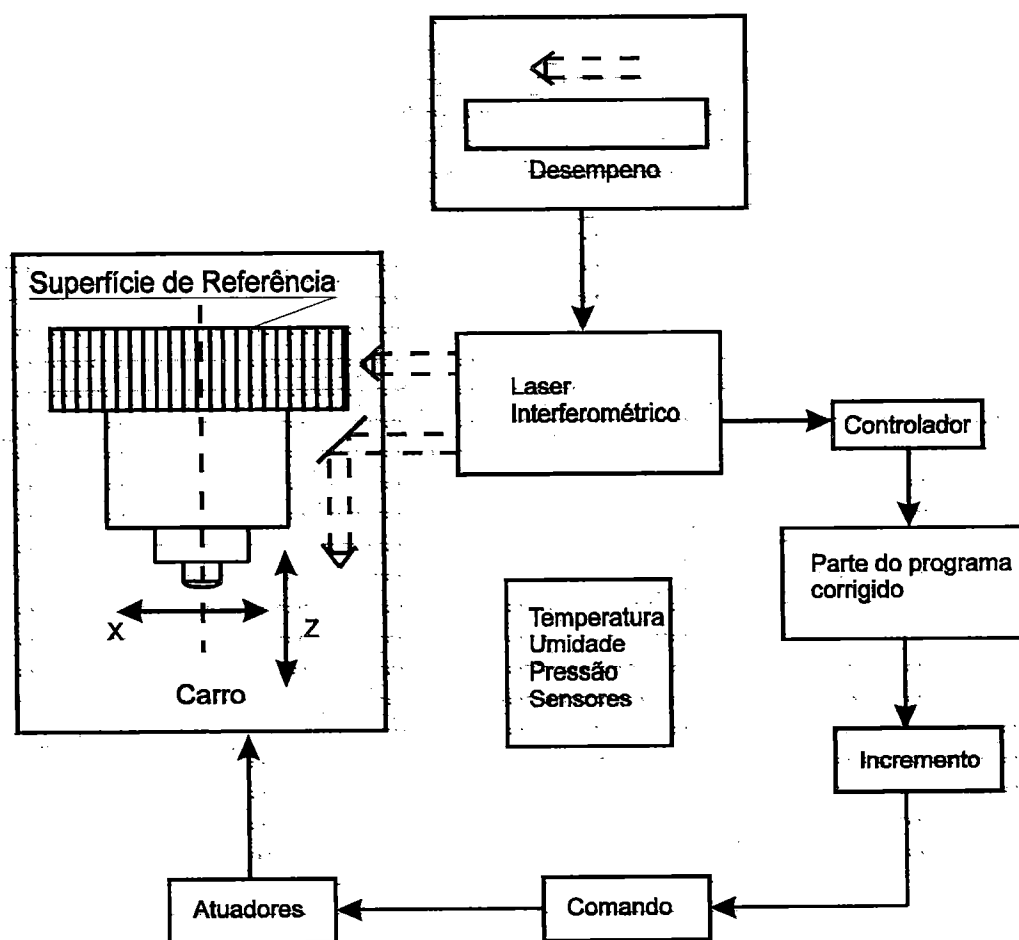 Desempeno
Superfície de Referência
Laser
Interferométrico
Controlador
Parte do programa
corrigido
Temperatura
Umidade
Pressão
Sensores
X
Z
Carro
Incremento
Atuadores
Comando